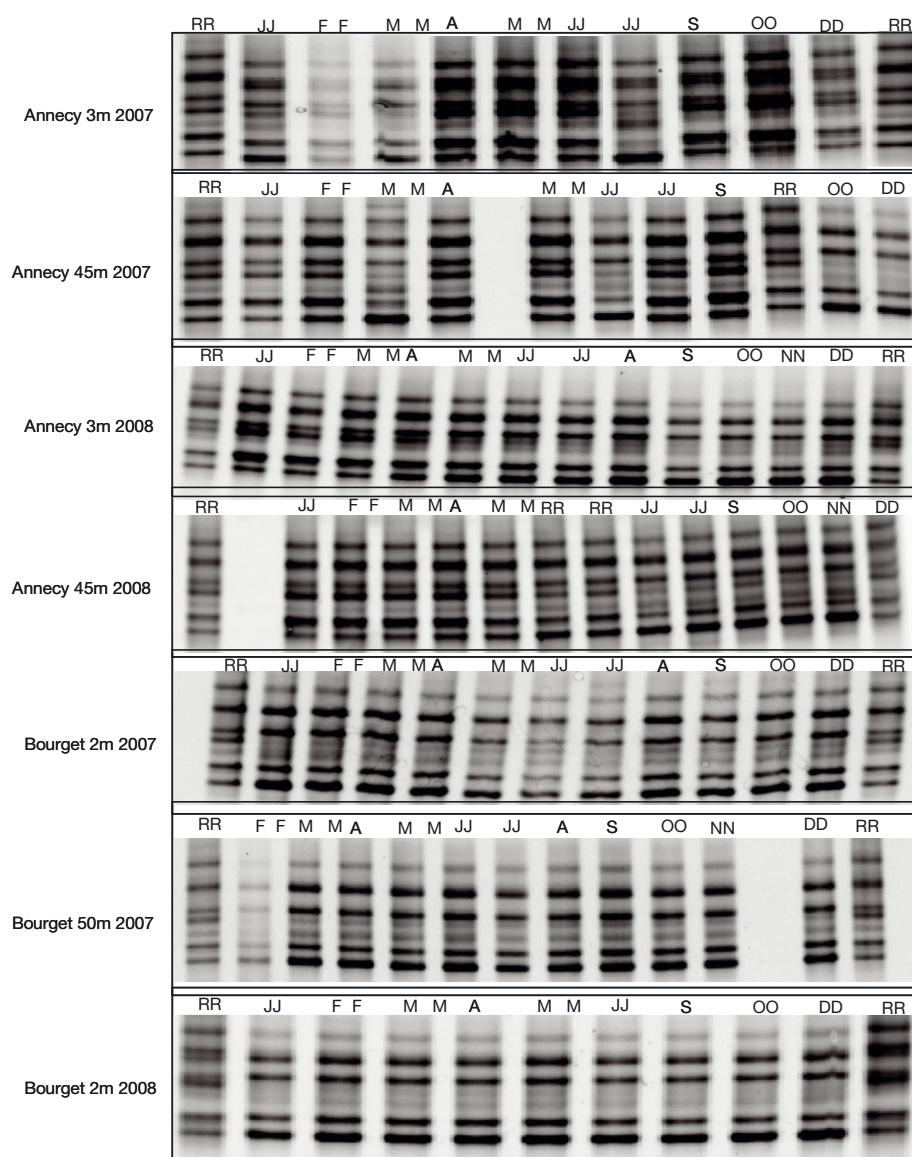 RR JJ F F M M A M M JJ JJ S OO DD RR
Annecy 3m 2007
RR JJ F F M M A M M JJ JJ S RR OO DD
Annecy 45m 2007
RR JJ F F M M A M M JJ JJ A S OO NN DD RR
Annecy 3m 2008
RR JJ F F M M A M M RR RR JJ JJ S OO NN DD
Annecy 45m 2008
RR JJ F F M M A M M JJ JJ A S OO DD RR
Bourget 2m 2007
RR F F M M A M M JJ JJ A S OO NN DD RR
Bourget 50m 2007
RR JJ F F M M A M M JJ S OO DD RR
Bourget 2m 2008